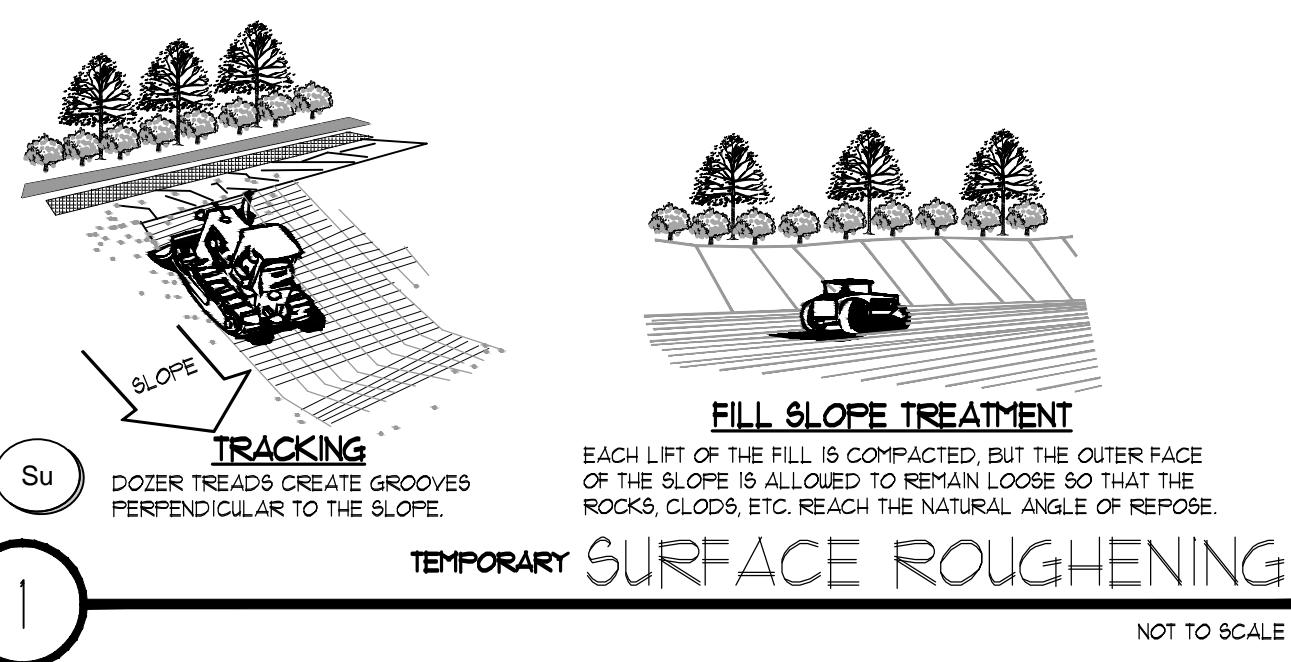 SLOPE
TRACKING
Su
DOZER TREADS CREATE GROOVES
PERPENDICULAR TO THE SLOPE.
FILL SLOPE TREATMENT
EACH LIFT OF THE FILL IS COMPACTED, BUT THE OUTER FACE
OF THE SLOPE IS ALLOWED TO REMAIN LOOSE SO THAT THE
ROCKS, CLODS, ETC. REACH THE NATURAL ANGLE OF REPOSE.
TEMPORARY SURFACE ROUGHENING
1
NOT TO SCALE